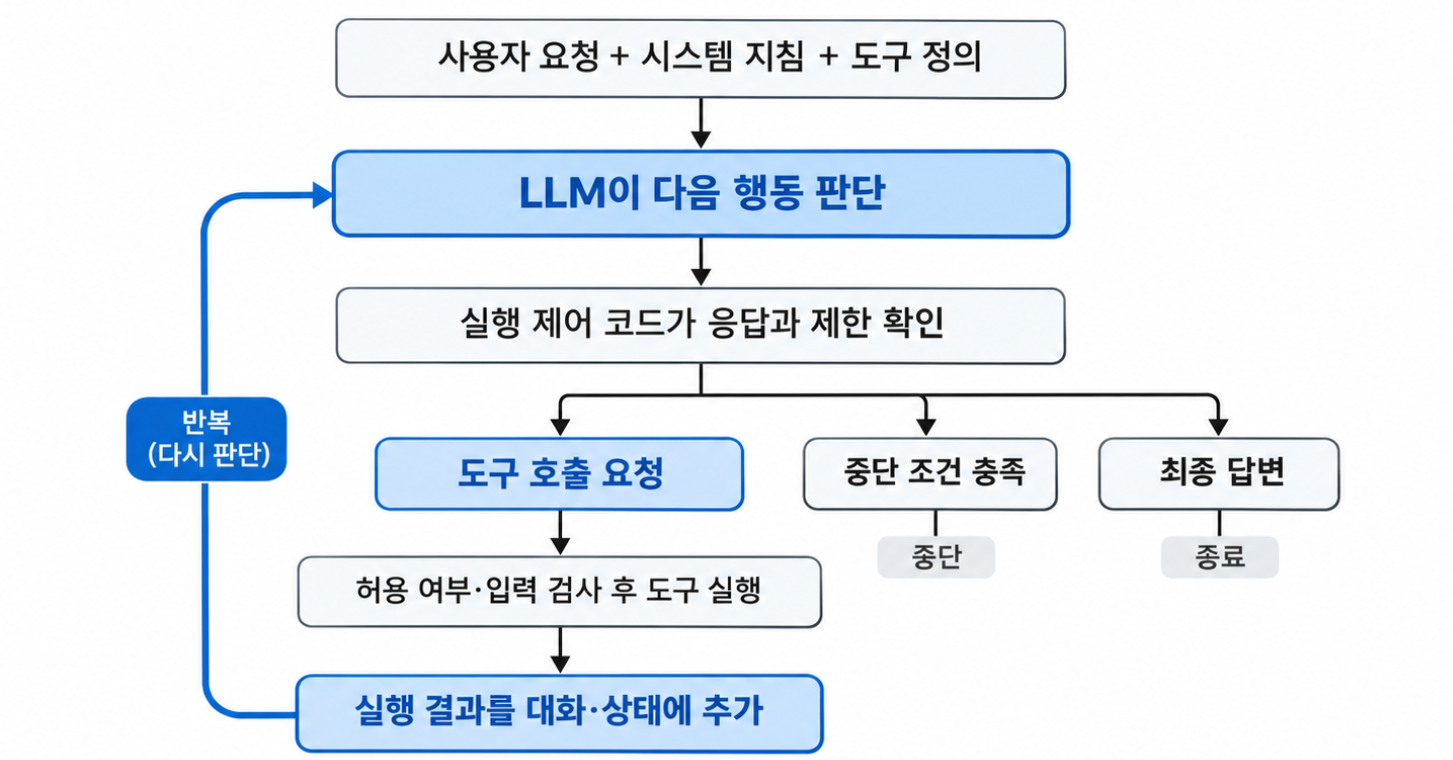 사용자 요청 + 시스템 지침 + 도구 정의
LLM이 다음 행동 판단
실행 제어 코드가 응답과 제한 확인
반복
(다시 판단)
도구 호출 요청
중단 조건 충족
최종 답변
중단
종료
허용 여부·입력 검사 후 도구 실행
실행 결과를 대화·상태에 추가